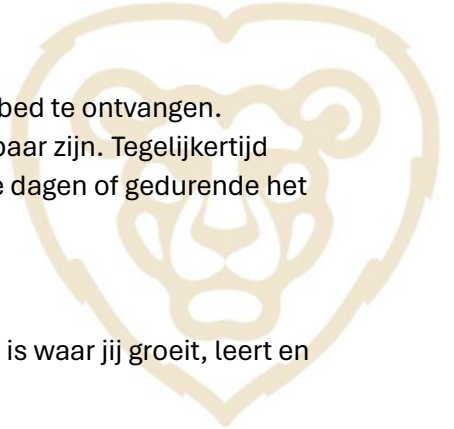 bed te ontvangen.
baar zijn. Tegelijkertijd
e dagen of gedurende het
is waar jij groeit, leert en